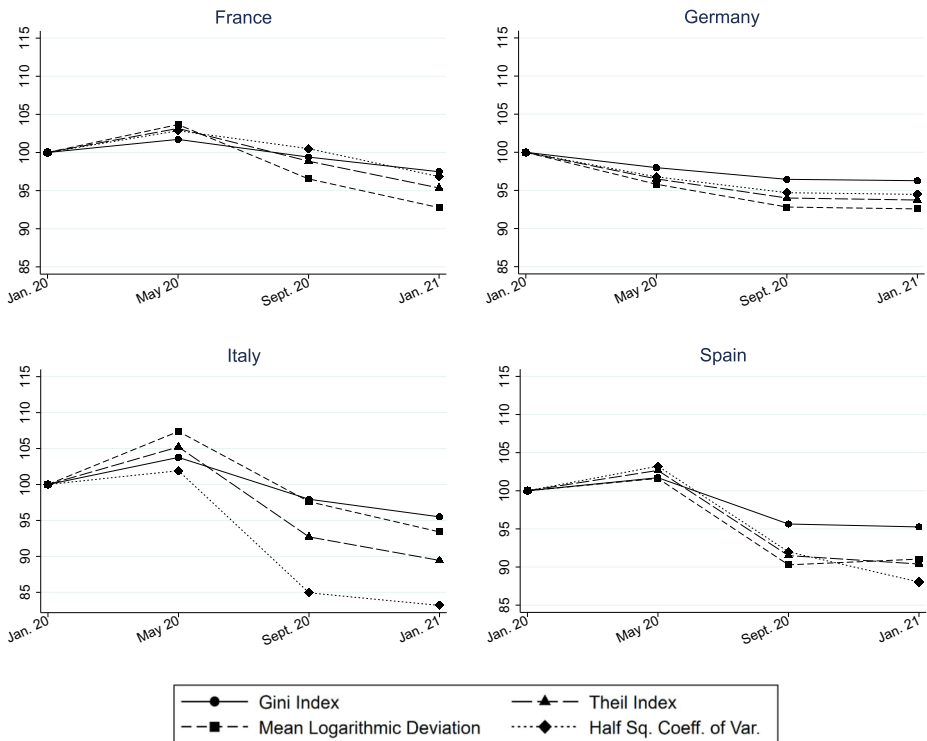 France
Germany
115
110
105
100
95
90
85
Jan. 20
May 20
Sept. 20
Jan. 21
115
110
105
100
95
90
85
Jan. 20
May 20
Sept. 20
Jan. 21
Italy
Spain
115
110
105
100
95
90
85
Jan. 20
May 20
Sept. 20
Jan. 21
115
110
105
100
95
90
85
Jan. 20
May 20
Sept. 20
Jan. 21
Gini Index
Theil Index
Mean Logarithmic Deviation
Half Sq. Coeff. of Var.